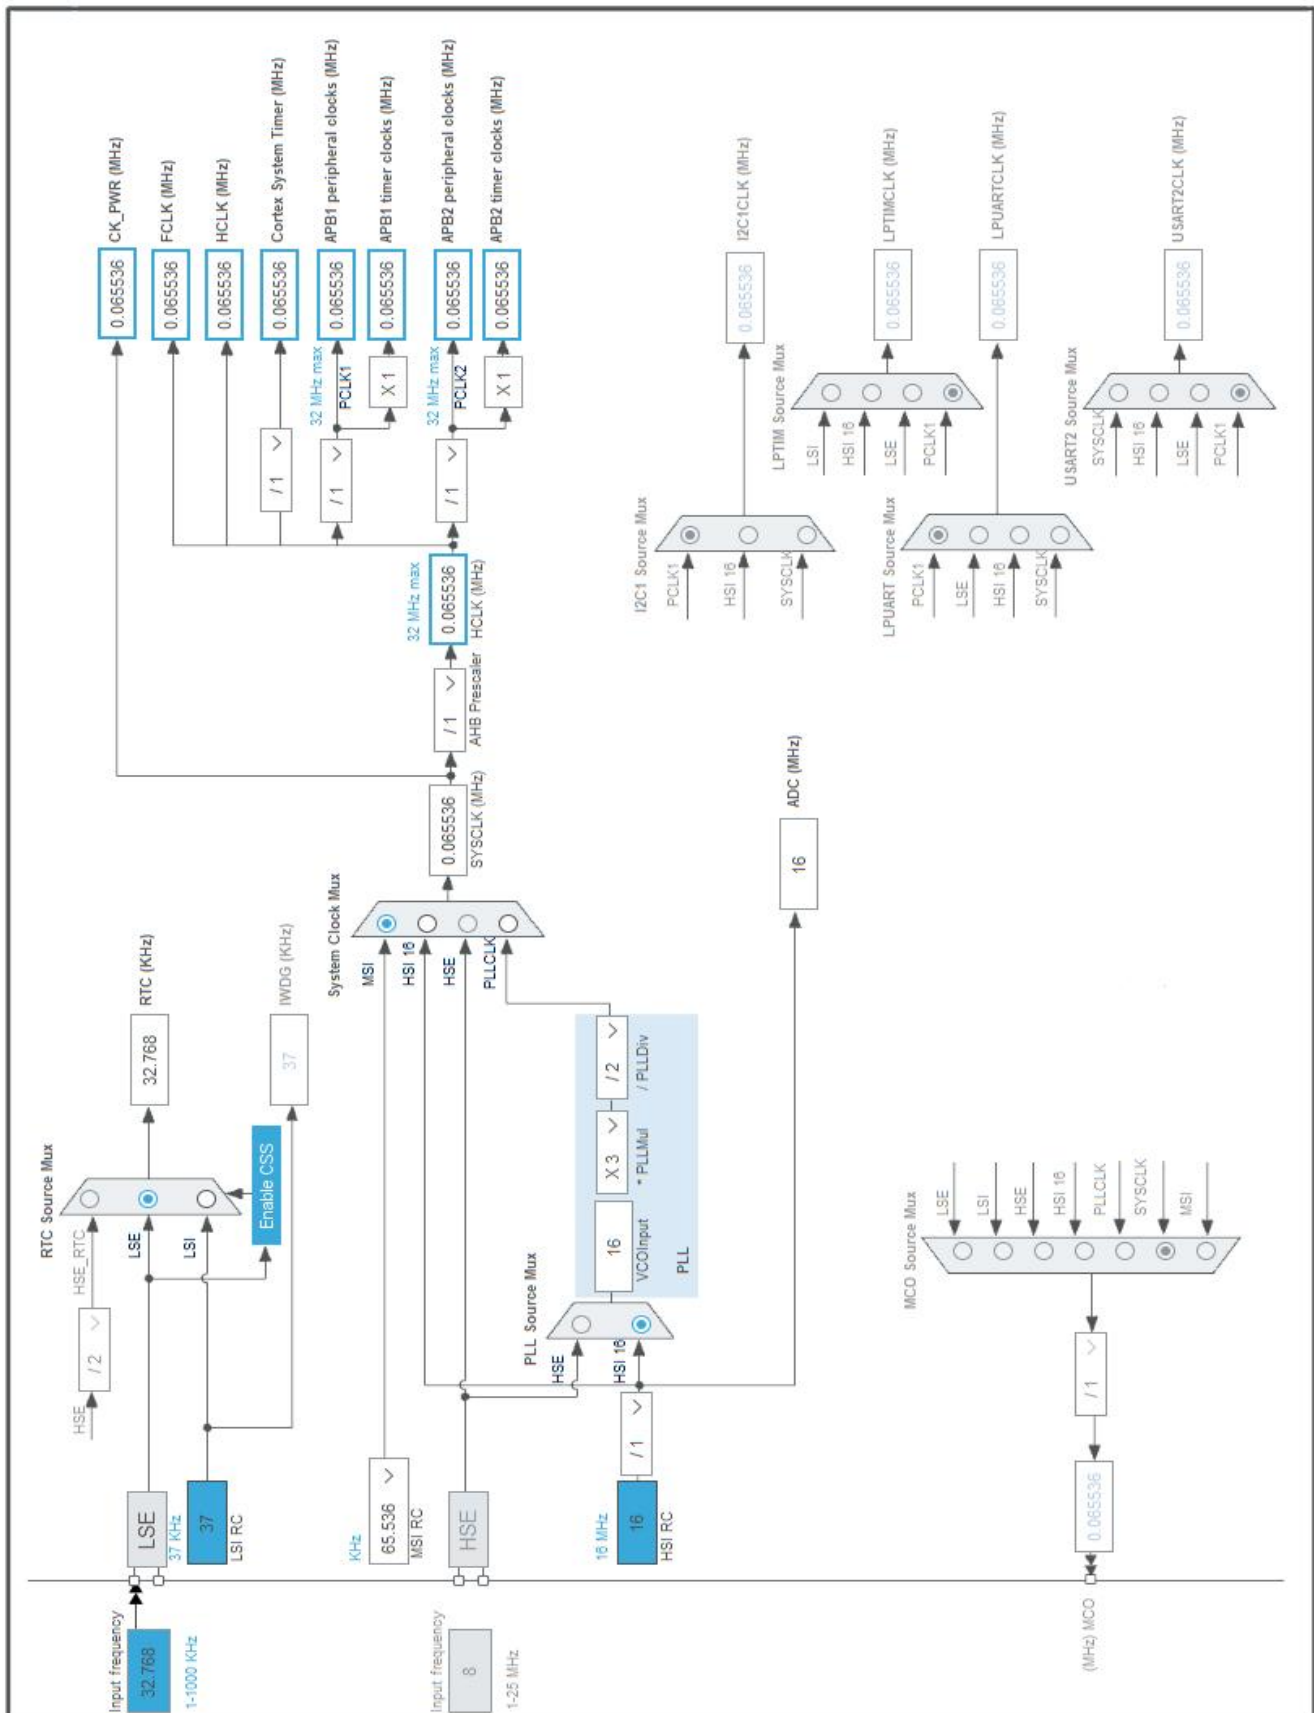 Input frequency
32.768
1-1000 KHz
LSE
37 KHz
37
LSI RC
HSE
/ 2
HSE_RTC
LSE
LSI
RTC Source Mux
Enable CSS
32.768
RTC (KHz)
37
IWDG (KHz)
KHz
65.536
MSI RC
Input frequency
8
1-25 MHz
HSE
16 MHz
16
HSI RC
/ 1
HSE
HSI 16
PLL Source Mux
16
VCOInput
X 3
* PLLMul
/ 2
/ PLLDiv
PLL
System Clock Mux
MSI
HSI 16
HSE
PLLCLK
0.065536
SYSCLK (MHz)
/ 1
AHB Prescaler
32 MHz max
0.065536
HCLK (MHz)
16
ADC (MHz)
0.065536
CK_PWR (MHz)
0.065536
FCLK (MHz)
0.065536
HCLK (MHz)
/ 1
0.065536
Cortex System Timer (MHz)
/ 1
32 MHz max
PCLK1
0.065536
APB1 peripheral clocks (MHz)
X 1
0.065536
APB1 timer clocks (MHz)
/ 1
32 MHz max
PCLK2
0.065536
APB2 peripheral clocks (MHz)
X 1
0.065536
APB2 timer clocks (MHz)
I2C1 Source Mux
PCLK1
HSI 16
SYSCLK
0.065536
I2C1CLK (MHz)
LPTIM Source Mux
LSI
HSI 16
LSE
PCLK1
0.065536
LPTIMCLK (MHz)
LPUART Source Mux
PCLK1
LSE
HSI 16
SYSCLK
0.065536
LPUARTCLK (MHz)
USART2 Source Mux
SYSCLK
HSI 16
LSE
PCLK1
0.065536
USART2CLK (MHz)
MCO Source Mux
LSE
LSI
HSE
HSI 16
PLLCLK
SYSCLK
MSI
/ 1
0.065536
(MHz) MCO